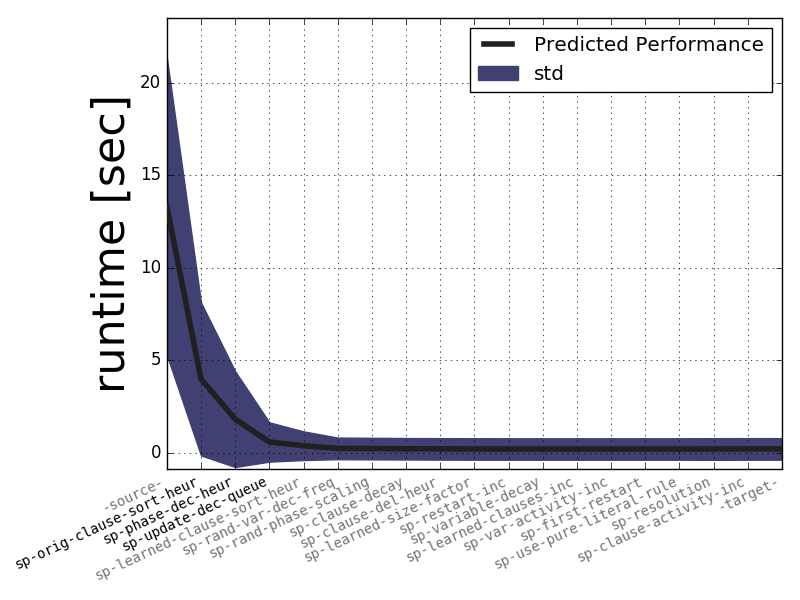 Predicted Performance
std
runtime [sec]
20
15
10
5
0
-source-
sp-orig-clause-sort-heur
sp-phase-dec-heur
sp-update-dec-queue
sp-learned-clause-sort-heur
sp-rand-var-dec-freq
sp-rand-phase-scaling
sp-clause-decay
sp-clause-del-heur
sp-learned-size-factor
sp-restart-inc
sp-variable-decay
sp-learned-clauses-inc
sp-var-activity-inc
sp-first-restart
sp-use-pure-literal-rule
sp-resolution
sp-clause-activity-inc
-target-